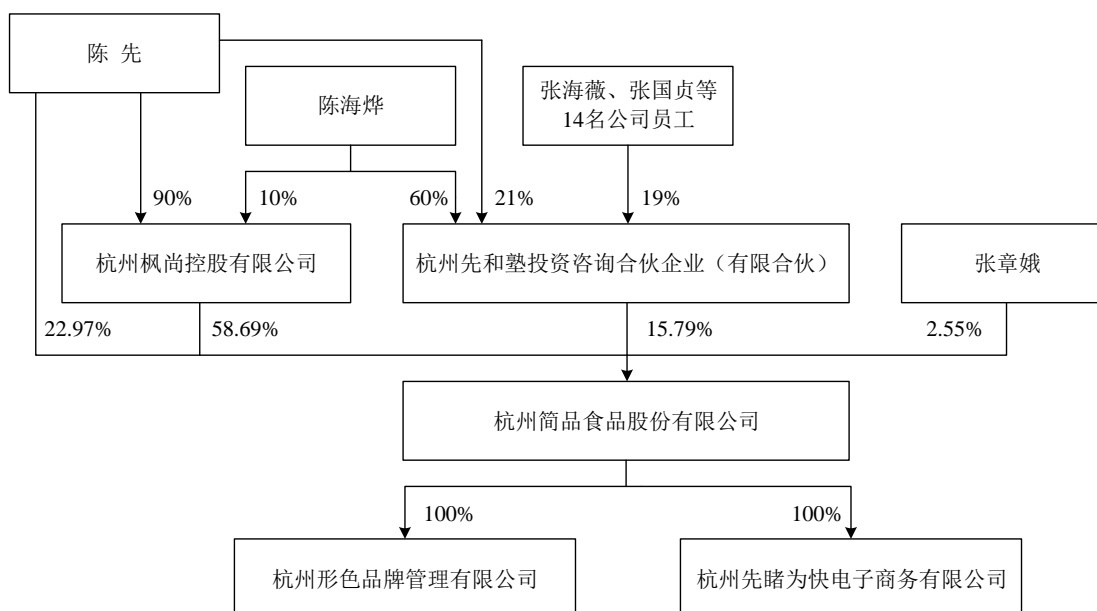 陈 先
陈海烨
张海薇、张国贞等
14名公司员工
90%
10%
60%
21%
19%
杭州枫尚控股有限公司
杭州先和塾投资咨询合伙企业（有限合伙）
张章娥
22.97%
58.69%
15.79%
2.55%
杭州简品食品股份有限公司
100%
100%
杭州形色品牌管理有限公司
杭州先睹为快电子商务有限公司